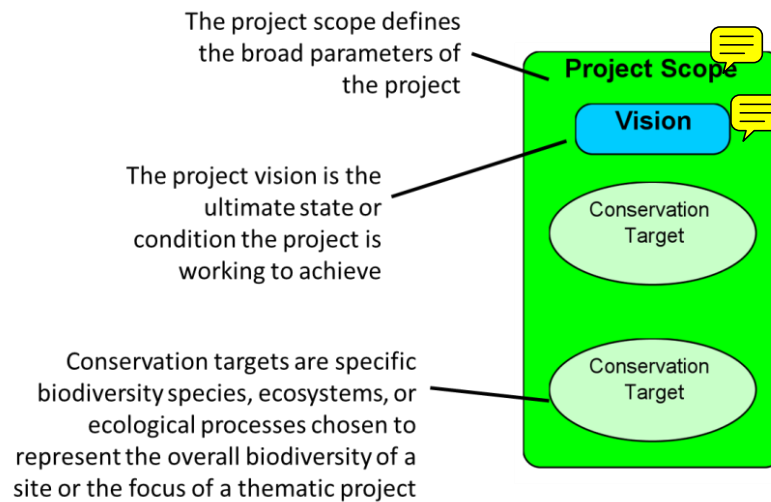 The project scope defines
the broad parameters of
the project
Project Scope
Vision
The project vision is the
ultimate state or
condition the project is
working to achieve
Conservation
Target
Conservation targets are specific
biodiversity species, ecosystems, or
ecological processes chosen to
represent the overall biodiversity of a
site or the focus of a thematic project
Conservation
Target